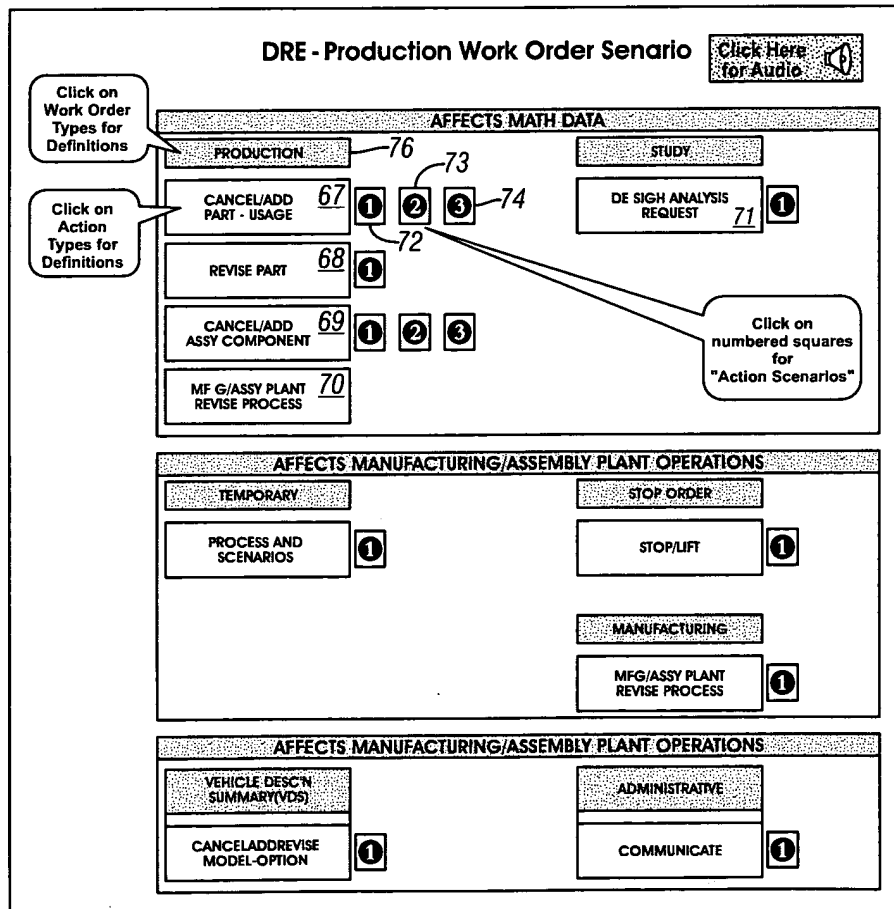 DRE - Production Work Order Senario
Click Here
for Audio
Click on
Work Order
Types for
Definitions
AFFECTS MATH DATA
PRODUCTION
76
STUDY
73
Click on
Action
Types for
Definitions
CANCEL/ADD
PART - USAGE
67
1
2
3
74
72
DE SIGH ANALYSIS
REQUEST
71
1
REVISE PART
68
1
CANCEL/ADD
ASSY COMPONENT
69
1
2
3
Click on
numbered squares
for
"Action Scenarios"
MF G/ASSY PLANT
REVISE PROCESS
70
AFFECTS MANUFACTURING/ASSEMBLY PLANT OPERATIONS
TEMPORARY
STOP ORDER
PROCESS AND
SCENARIOS
1
STOP/LIFT
1
MANUFACTURING
MFG/ASSY PLANT
REVISE PROCESS
1
AFFECTS MANUFACTURING/ASSEMBLY PLANT OPERATIONS
VEHICLE DESC'N
SUMMARY(VDS)
ADMINISTRATIVE
CANCELADDREVISE
MODEL-OPTION
1
COMMUNICATE
1